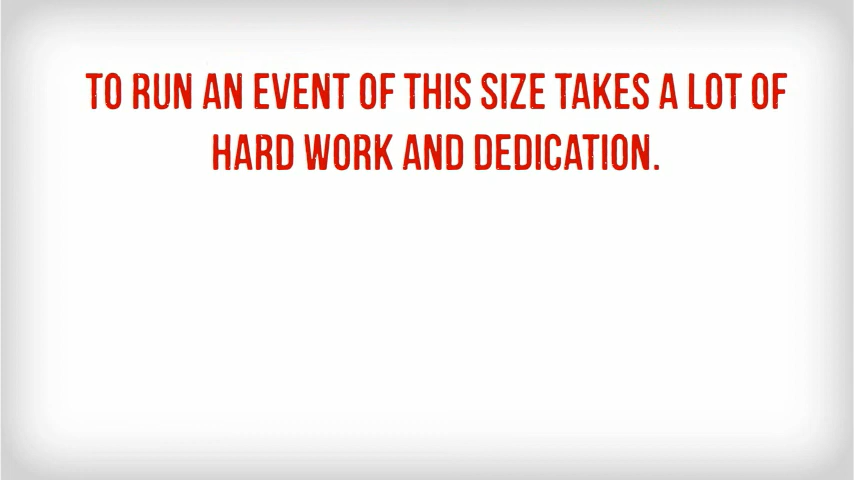 TO RUN AN EVENT OF THIS SIZE TAKES A LOT OF
HARD WORK AND DEDICATION.